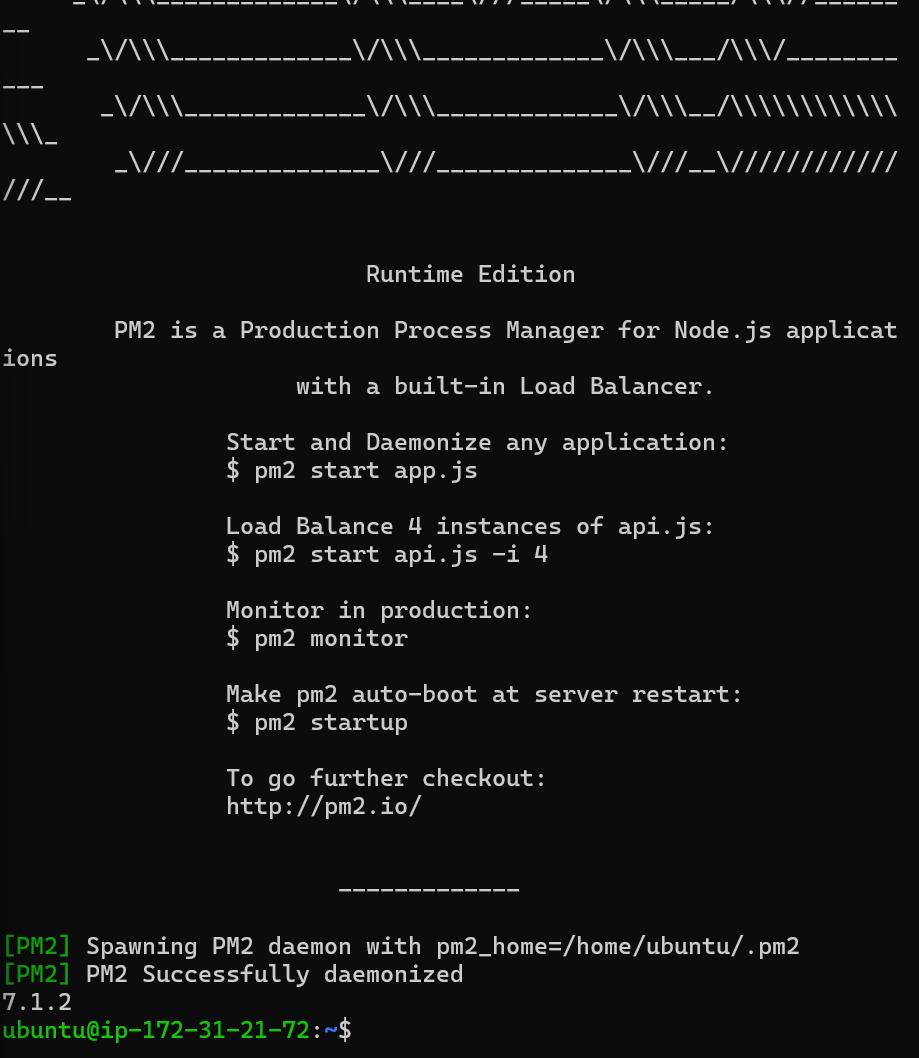 --
_\/\\\_____________\/\\\_____________\/\\\___/\\\/________
---
_\/\\\_____________\/\\\_____________\/\\\__/\\\\\\\\\\\\
\\\_
_\///______________\///______________\///__\////////////
///__
Runtime Edition
PM2 is a Production Process Manager for Node.js applicat
ions
with a built-in Load Balancer.
Start and Daemonize any application:
$ pm2 start app.js
Load Balance 4 instances of api.js:
$ pm2 start api.js -i 4
Monitor in production:
$ pm2 monitor
Make pm2 auto-boot at server restart:
$ pm2 startup
To go further checkout:
http://pm2.io/
-------------
[PM2] Spawning PM2 daemon with pm2_home=/home/ubuntu/.pm2
[PM2] PM2 Successfully daemonized
7.1.2
ubuntu@ip-172-31-21-72:~$